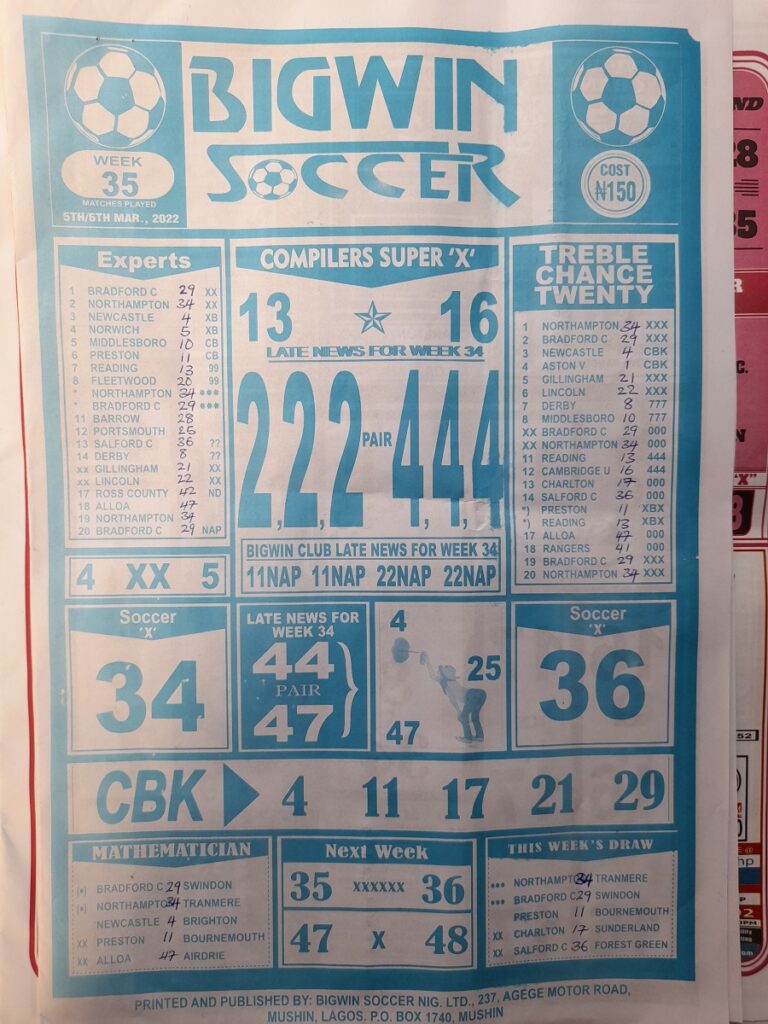 BIGWIN
SOCCER
WEEK
35
MATCHES PLAYED
5TH/6TH MAR., 2022
COST
₦150
Experts
1 BRADFORD C 29 XX
2 NORTHAMPTON 34 XX
3 NEWCASTLE 4 XB
4 NORWICH 5 XB
5 MIDDLESBORO 10 CB
6 PRESTON 11 CB
7 READING 13 99
8 FLEETWOOD 20 99
* NORTHAMPTON 34 ***
* BRADFORD C 29 ***
11 BARROW 28
12 PORTSMOUTH 26
13 SALFORD C 36 ??
14 DERBY 8 ??
xx GILLINGHAM 21 XX
xx LINCOLN 22 XX
17 ROSS COUNTY 42 ND
18 ALLOA 47
19 NORTHAMPTON 34
20 BRADFORD C 29 NAP
4 XX 5
COMPILERS SUPER 'X'
13 16
LATE NEWS FOR WEEK 34
2,2,2 PAIR 4,4,4
BIGWIN CLUB LATE NEWS FOR WEEK 34
11NAP 11NAP 22NAP 22NAP
TREBLE
CHANCE
TWENTY
1 NORTHAMPTON 34 XXX
2 BRADFORD C 29 XXX
3 NEWCASTLE 4 CBK
4 ASTON V 1 CBK
5 GILLINGHAM 21 XXX
6 LINCOLN 22 XXX
7 DERBY 8 777
8 MIDDLESBORO 10 777
XX BRADFORD C 29 000
XX NORTHAMPTON 34 000
11 READING 13 444
12 CAMBRIDGE U 16 444
13 CHARLTON 17 000
14 SALFORD C 36 000
*) PRESTON 11 XBX
*) READING 13 XBX
17 ALLOA 47 000
18 RANGERS 41 000
19 BRADFORD C 29 XXX
20 NORTHAMPTON 34 XXX
Soccer
'X'
34
LATE NEWS FOR
WEEK 34
44
PAIR
47
4
25
47
Soccer
'X'
36
CBK 4 11 17 21 29
MATHEMATICIAN
(*) BRADFORD C 29 SWINDON
(*) NORTHAMPTON 34 TRANMERE
NEWCASTLE 4 BRIGHTON
XX PRESTON 11 BOURNEMOUTH
XX ALLOA 47 AIRDRIE
Next Week
35 XXXXXX 36
47 X 48
THIS WEEK'S DRAW
*** NORTHAMPT 34 TRANMERE
*** BRADFORD C 29 SWINDON
PRESTON 11 BOURNEMOUTH
XX CHARLTON 17 SUNDERLAND
XX SALFORD C 36 FOREST GREEN
PRINTED AND PUBLISHED BY: BIGWIN SOCCER NIG. LTD., 237, AGEGE MOTOR ROAD,
MUSHIN, LAGOS. P.O. BOX 1740, MUSHIN